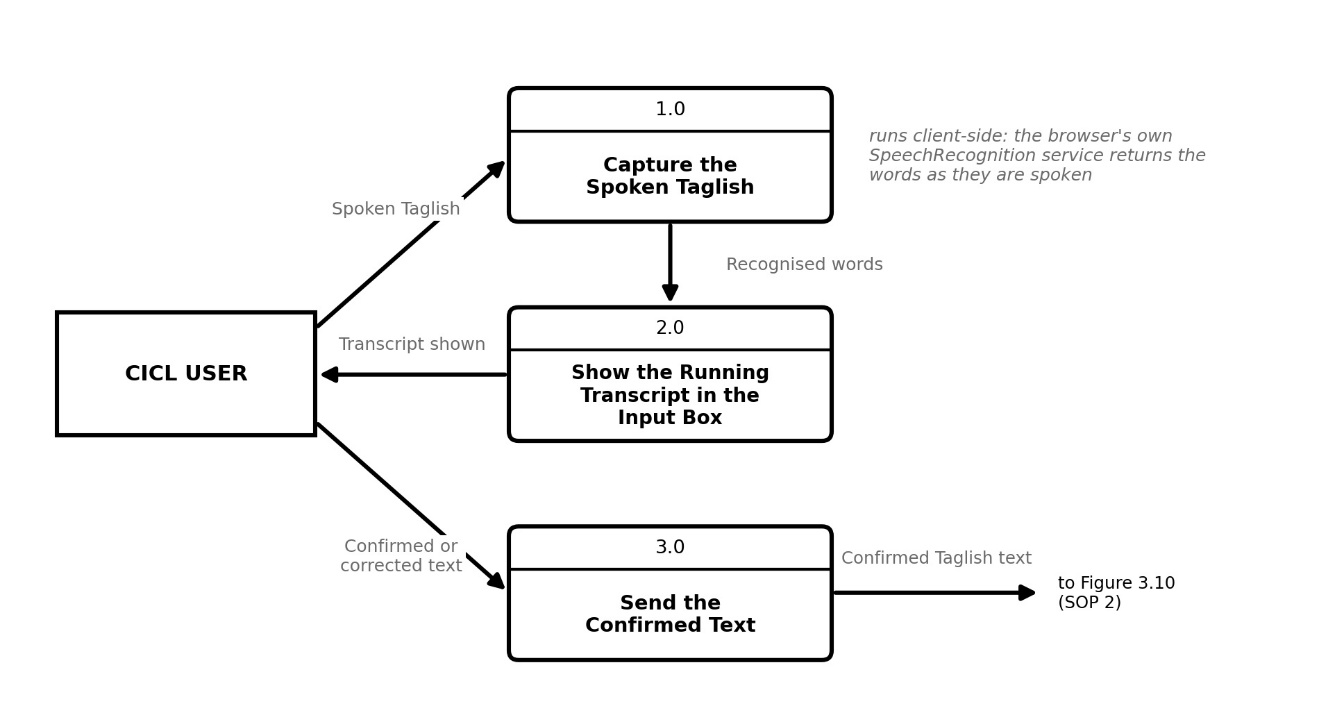 1.0
Capture the
Spoken Taglish
runs client-side: the browser's own
SpeechRecognition service returns the
words as they are spoken
Spoken Taglish
Recognised words
CICL USER
Transcript shown
2.0
Show the Running
Transcript in the
Input Box
Confirmed or
corrected text
3.0
Send the
Confirmed Text
Confirmed Taglish text
to Figure 3.10
(SOP 2)